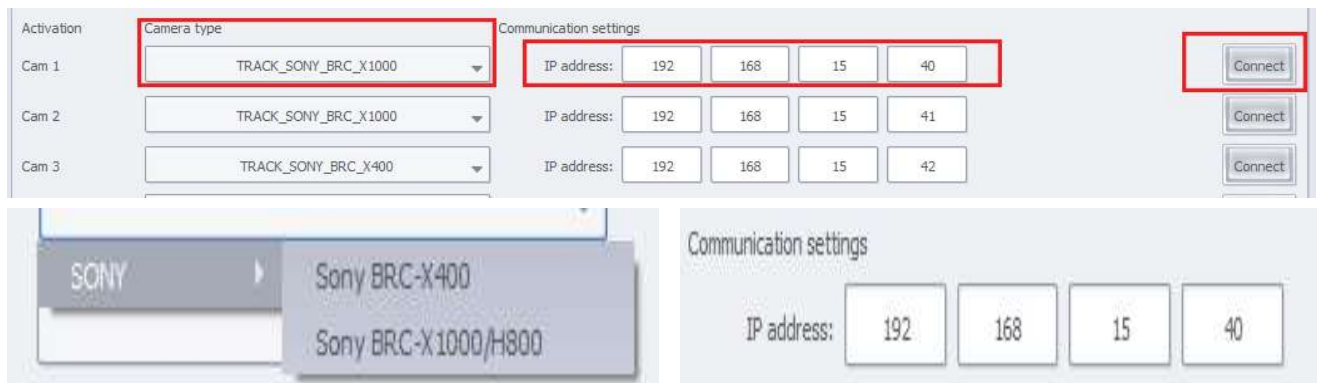 Activation Camera type Communication settings
Cam 1 TRACK_SONY_BRC_X1000 IP address: 192 168 15 40 Connect
Cam 2 TRACK_SONY_BRC_X1000 IP address: 192 168 15 41 Connect
Cam 3 TRACK_SONY_BRC_X400 IP address: 192 168 15 42 Connect
SONY Sony BRC-X400
Sony BRC-X1000/H800
Communication settings
IP address: 192 168 15 40